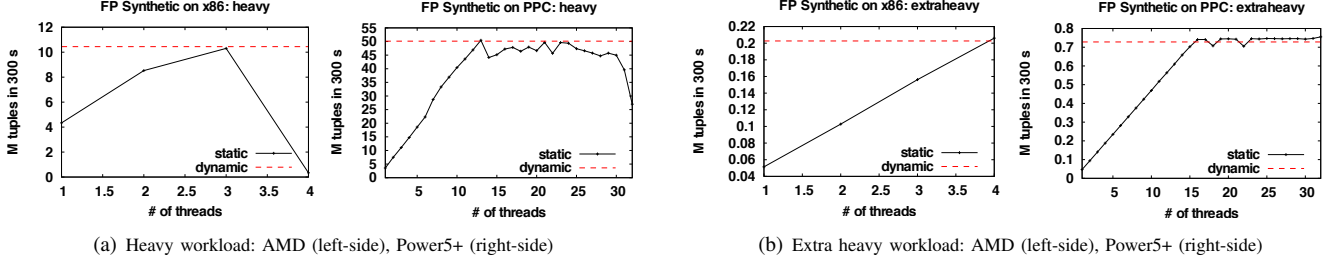 FP Synthetic on x86: heavy
M tuples in 300 s
12
10
8
6
4
2
0
static
dynamic
1 1.5 2 2.5 3 3.5 4
# of threads
FP Synthetic on PPC: heavy
M tuples in 300 s
55
50
45
40
35
30
25
20
15
10
5
0
static
dynamic
5 10 15 20 25 30
# of threads
(a) Heavy workload: AMD (left-side), Power5+ (right-side)
FP Synthetic on x86: extraheavy
M tuples in 300 s
0.22
0.2
0.18
0.16
0.14
0.12
0.1
0.08
0.06
0.04
static
dynamic
1 1.5 2 2.5 3 3.5 4
# of threads
FP Synthetic on PPC: extraheavy
M tuples in 300 s
0.8
0.7
0.6
0.5
0.4
0.3
0.2
0.1
0
static
dynamic
5 10 15 20 25 30
# of threads
(b) Extra heavy workload: AMD (left-side), Power5+ (right-side)